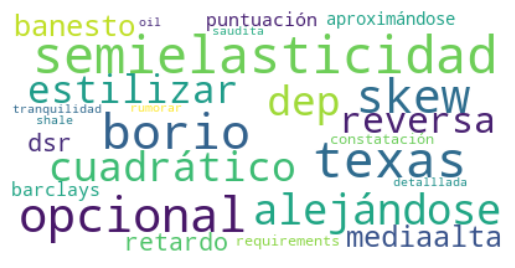 banesto oil puntuación aproximándose
saudita
semielasticidad
estilizar dep skew
tranquilidad rumorar reversa
shale
dsr borio constatación
cuadrático texas
barclays detalllada
opcional alejándose
retardo requirements mediaalta